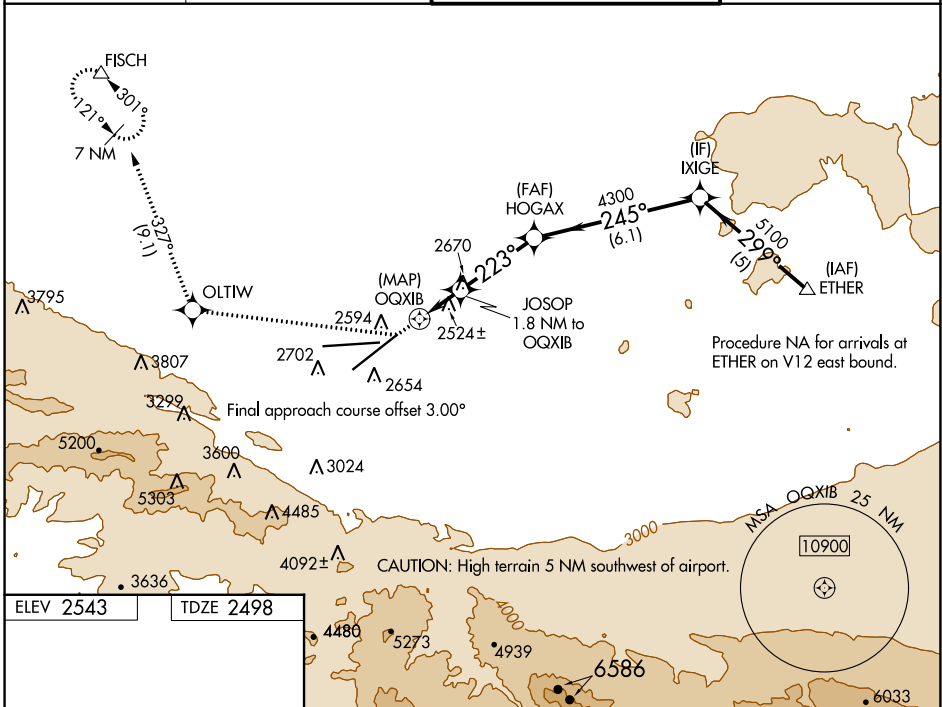 FISCH
301°
121°
7 NM
327°
(9.1)
OLTIW
(IF)
IXIGE
(FAF)
HOGAX
4300
245°
(6.1)
5100
299°
(5)
(IAF)
ETHER
2670
223°
(MAP)
OQXIB
JOSOP
1.8 NM to
OQXIB
2594
2524±
2702
2654
Procedure NA for arrivals at
ETHER on V12 east bound.
3795
3807
3299
Final approach course offset 3.00°
5200
3600
3024
5303
4485
4092±
3636
3000
CAUTION: High terrain 5 NM southwest of airport.
MSA OQXIB 25 NM
10900
ELEV 2543
TDZE 2498
4480
5273
4000
4939
6586
6033